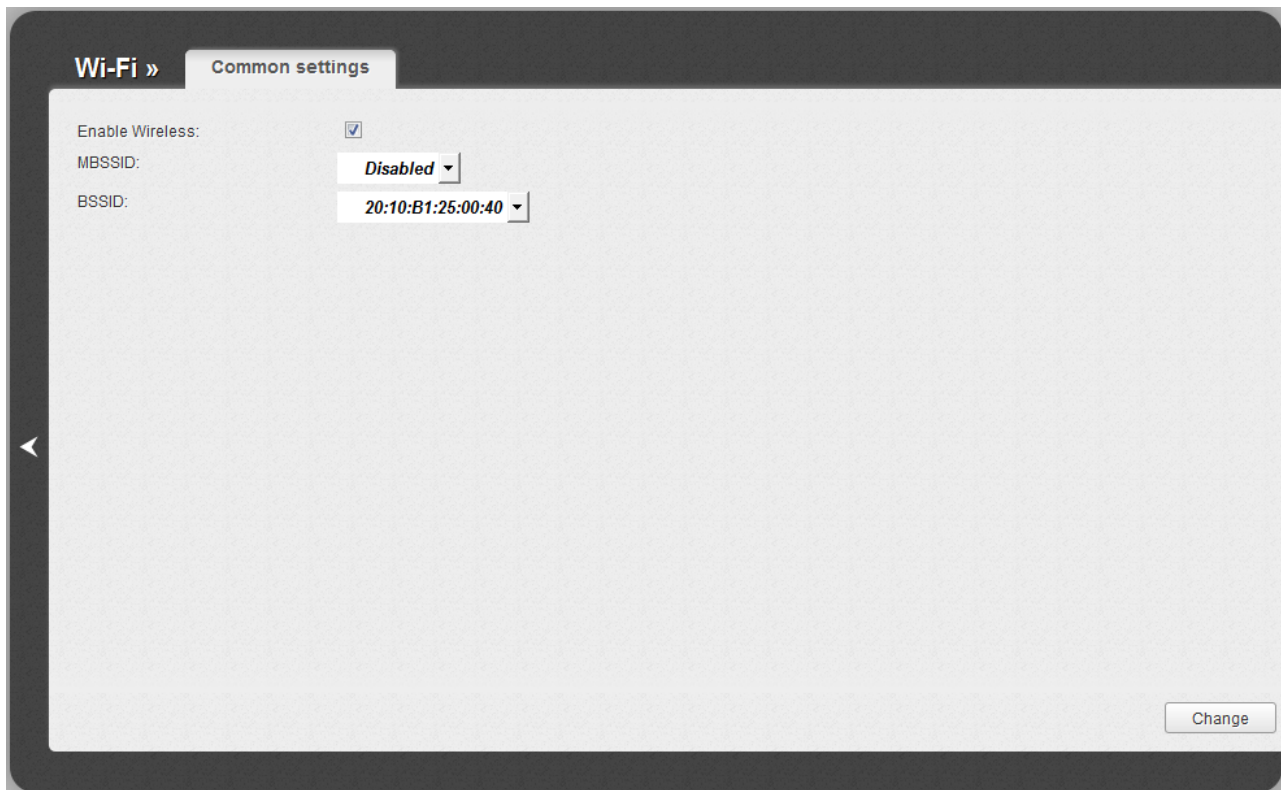 Wi-Fi » Common settings
Enable Wireless:
MBSSID: Disabled
BSSID: 20:10:B1:25:00:40
Change